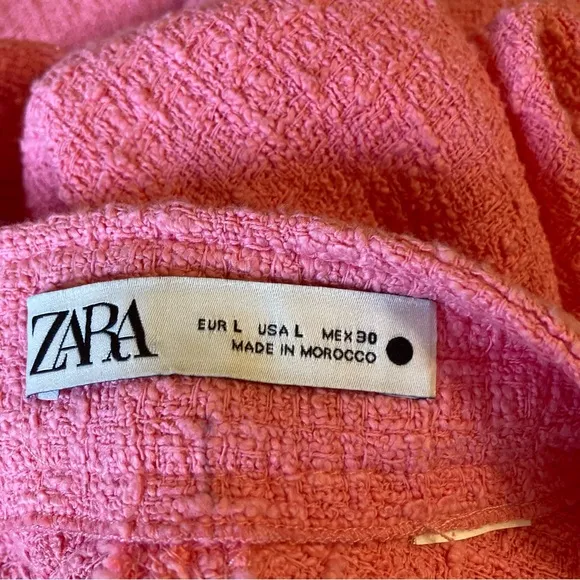 ZARA
EUR L USA L MEX 30
MADE IN MOROCCO